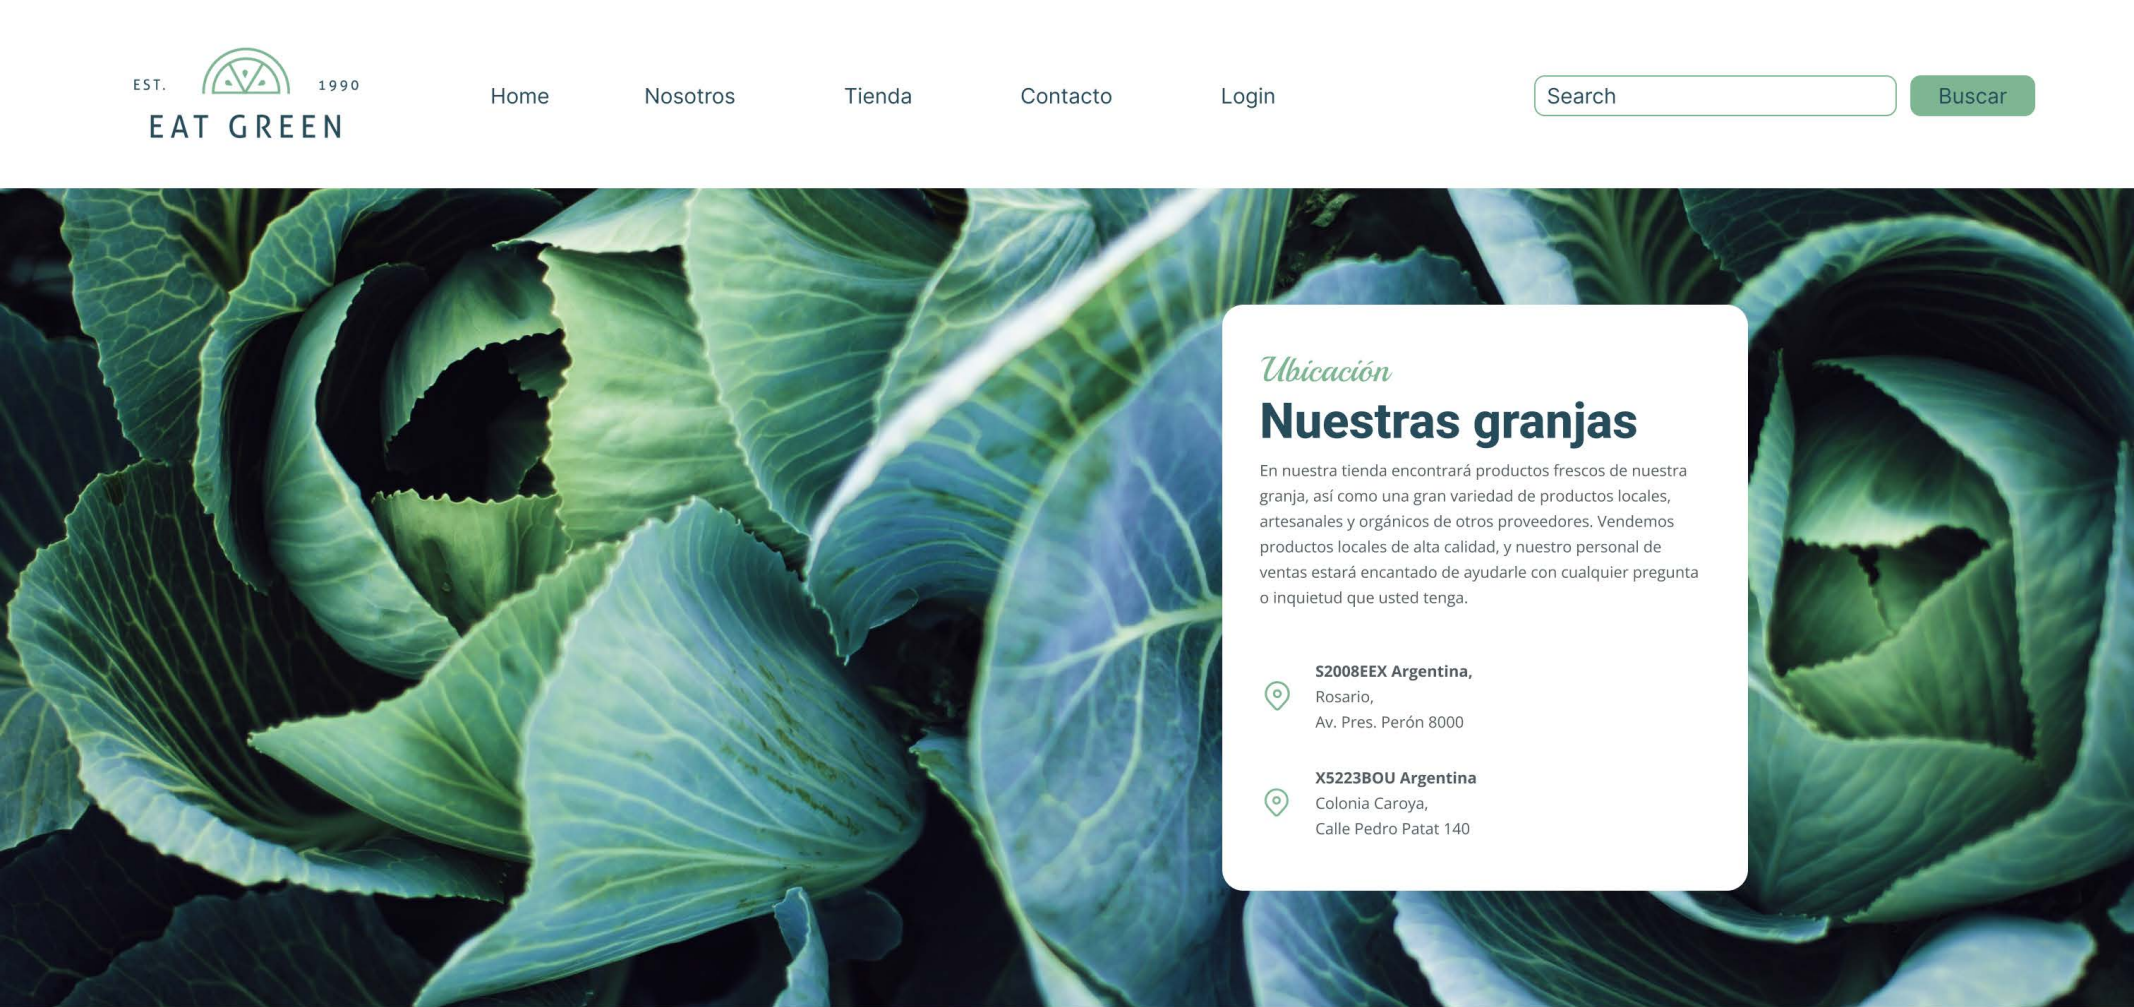 EST. 1990
EAT GREEN
Home Nosotros Tienda Contacto Login Search Buscar
Ubicación
Nuestras granjas
En nuestra tienda encontrará productos frescos de nuestra
granja, así como una gran variedad de productos locales,
artesanales y orgánicos de otros proveedores. Vendemos
productos locales de alta calidad, y nuestro personal de
ventas estará encantado de ayudarle con cualquier pregunta
o inquietud que usted tenga.
S2008EEX Argentina,
Rosario,
Av. Pres. Perón 8000
X5223BOU Argentina
Colonia Caroya,
Calle Pedro Patat 140